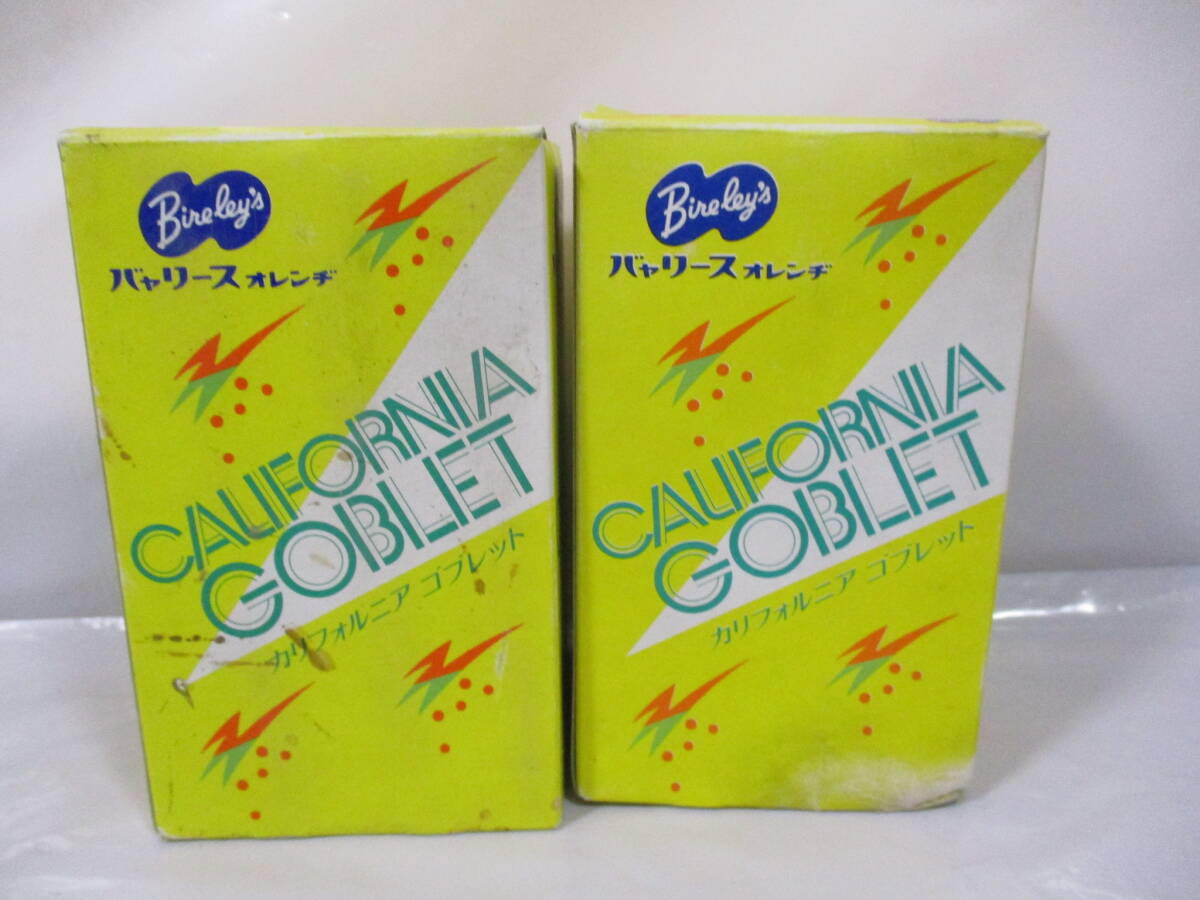 Bireley's
バャリース オレンヂ
CALIFORNIA
GOBLET
カリフォルニア ゴブレット
Bireley's
バャリース オレンヂ
CALIFORNIA
GOBLET
カリフォルニア ゴブレット